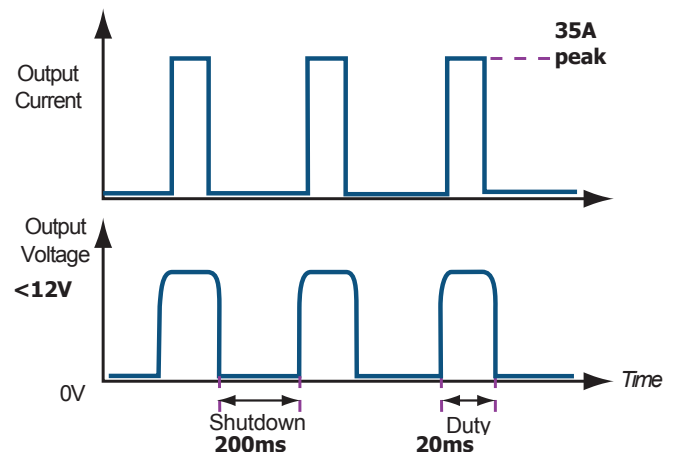 35A
peak
Output
Current
Output
Voltage
<12V
0V
Time
Shutdown
200ms
Duty
20ms